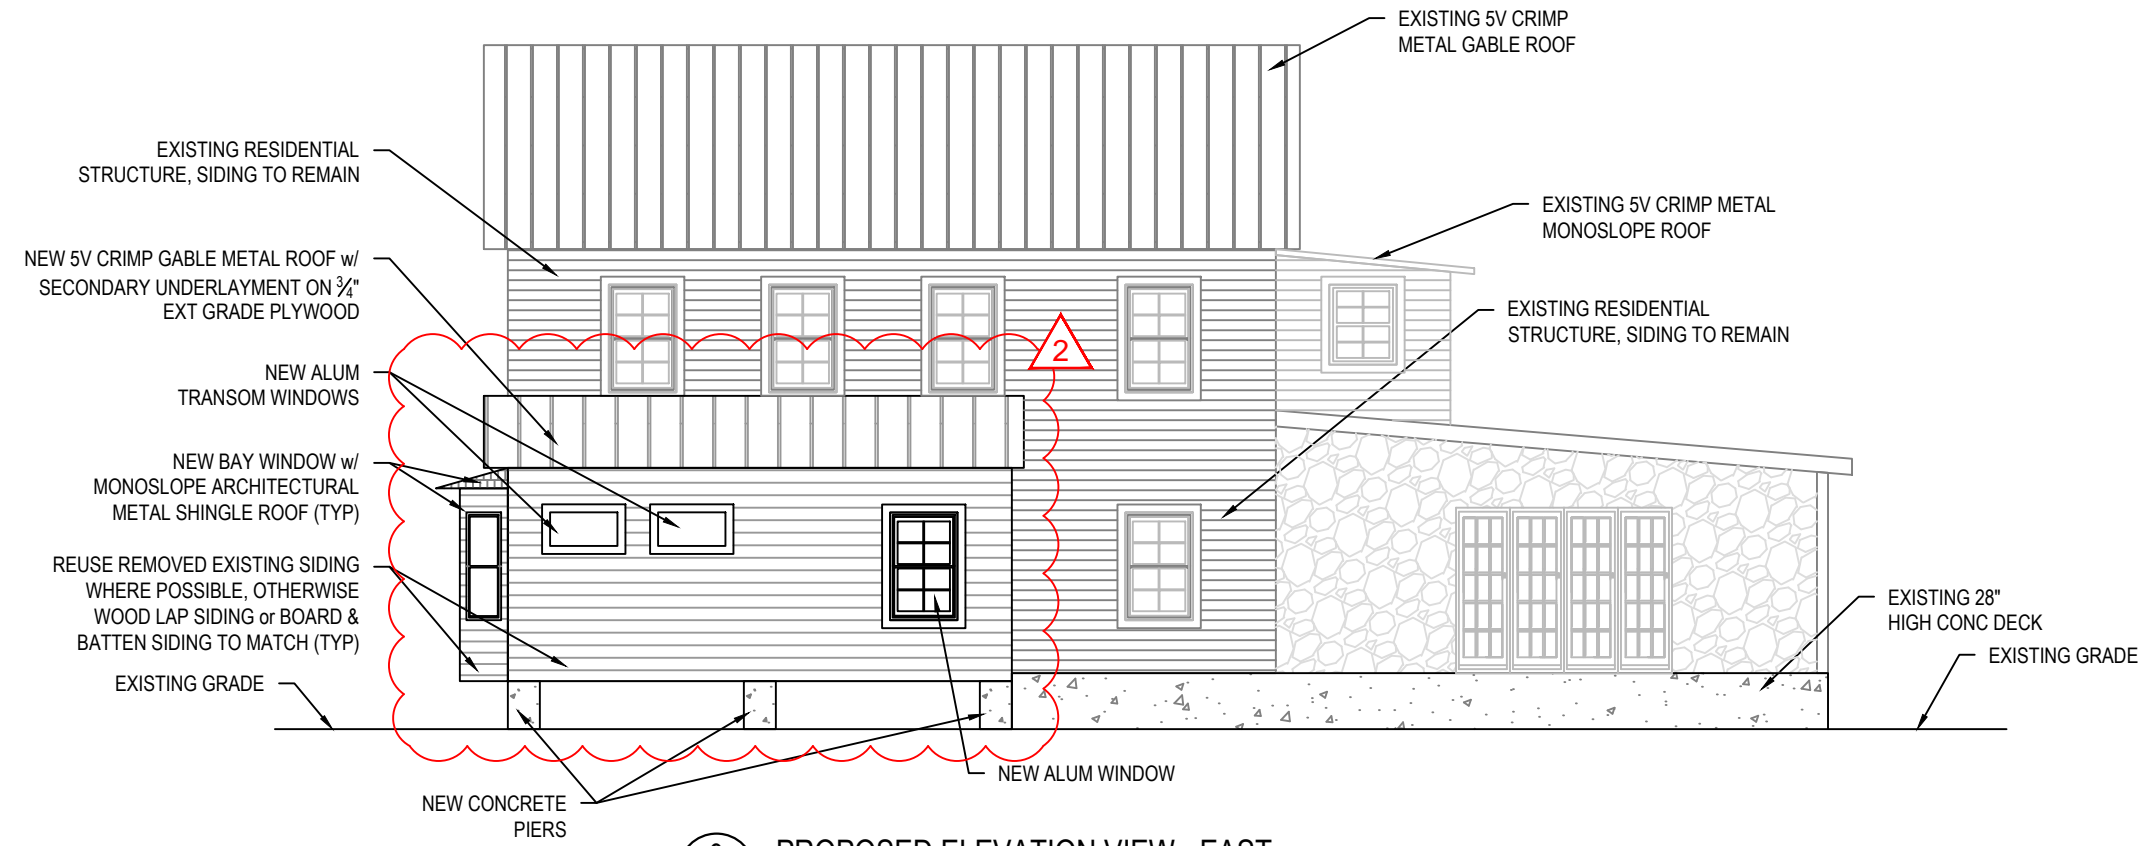 EXISTING 5V CRIMP
METAL GABLE ROOF
EXISTING RESIDENTIAL
STRUCTURE, SIDING TO REMAIN
EXISTING 5V CRIMP METAL
MONOSLOPE ROOF
NEW 5V CRIMP GABLE METAL ROOF w/
SECONDARY UNDERLAYMENT ON 3/4"
EXT GRADE PLYWOOD
EXISTING RESIDENTIAL
STRUCTURE, SIDING TO REMAIN
2
NEW ALUM
TRANSOM WINDOWS
NEW BAY WINDOW w/
MONOSLOPE ARCHITECTURAL
METAL SHINGLE ROOF (TYP)
REUSE REMOVED EXISTING SIDING
WHERE POSSIBLE, OTHERWISE
WOOD LAP SIDING or BOARD &
BATTEN SIDING TO MATCH (TYP)
EXISTING 28"
HIGH CONC DECK
EXISTING GRADE
EXISTING GRADE
NEW ALUM WINDOW
NEW CONCRETE
PIERS
PROPOSED ELEVATION VIEW - EAST